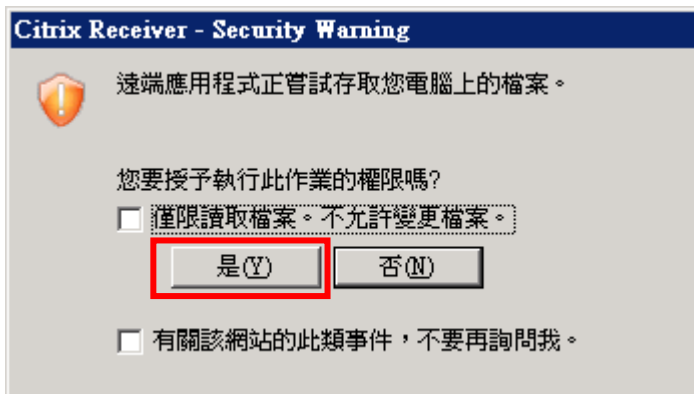 Citrix Receiver - Security Warning
遠端應用程式正嘗試存取您電腦上的檔案。
您要授予執行此作業的權限嗎?
僅限讀取檔案。不允許變更檔案。
是(Y) 否(N)
有關該網站的此類事件，不要再詢問我。